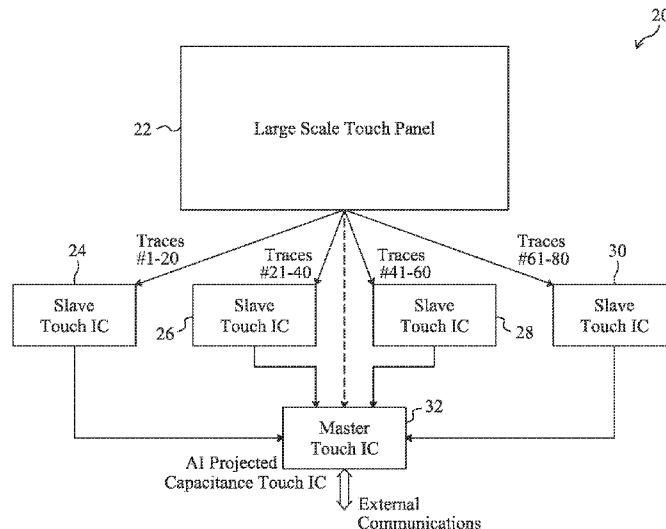 20
22
Large Scale Touch Panel
24
Traces
#1-20
Traces
#21-40
Traces
#41-60
Traces
#61-80
30
Slave
Touch IC
26
Slave
Touch IC
Slave
Touch IC
28
Slave
Touch IC
32
Master
Touch IC
AI Projected
Capacitance Touch IC
External
Communications